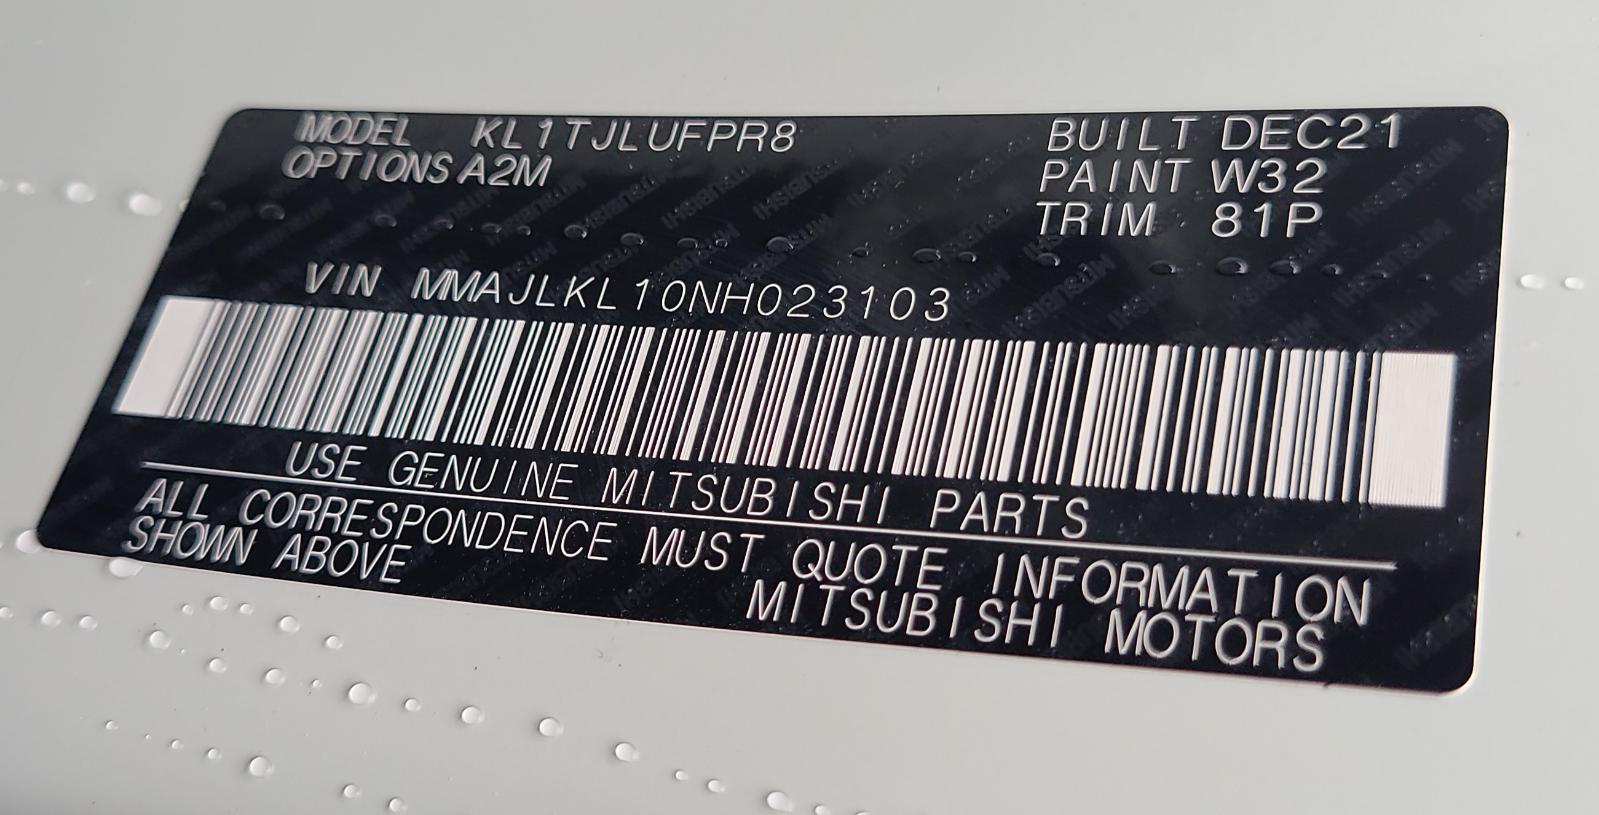 MODEL KL1TJLUFPR8 BUILT DEC21
OPTIONS A2M PAINT W32
TRIM 81P
VIN MMAJLKL10NH023103
USE GENUINE MITSUBISHI PARTS
ALL CORRESPONDENCE MUST QUOTE INFORMATION
SHOWN ABOVE MITSUBISHI MOTORS